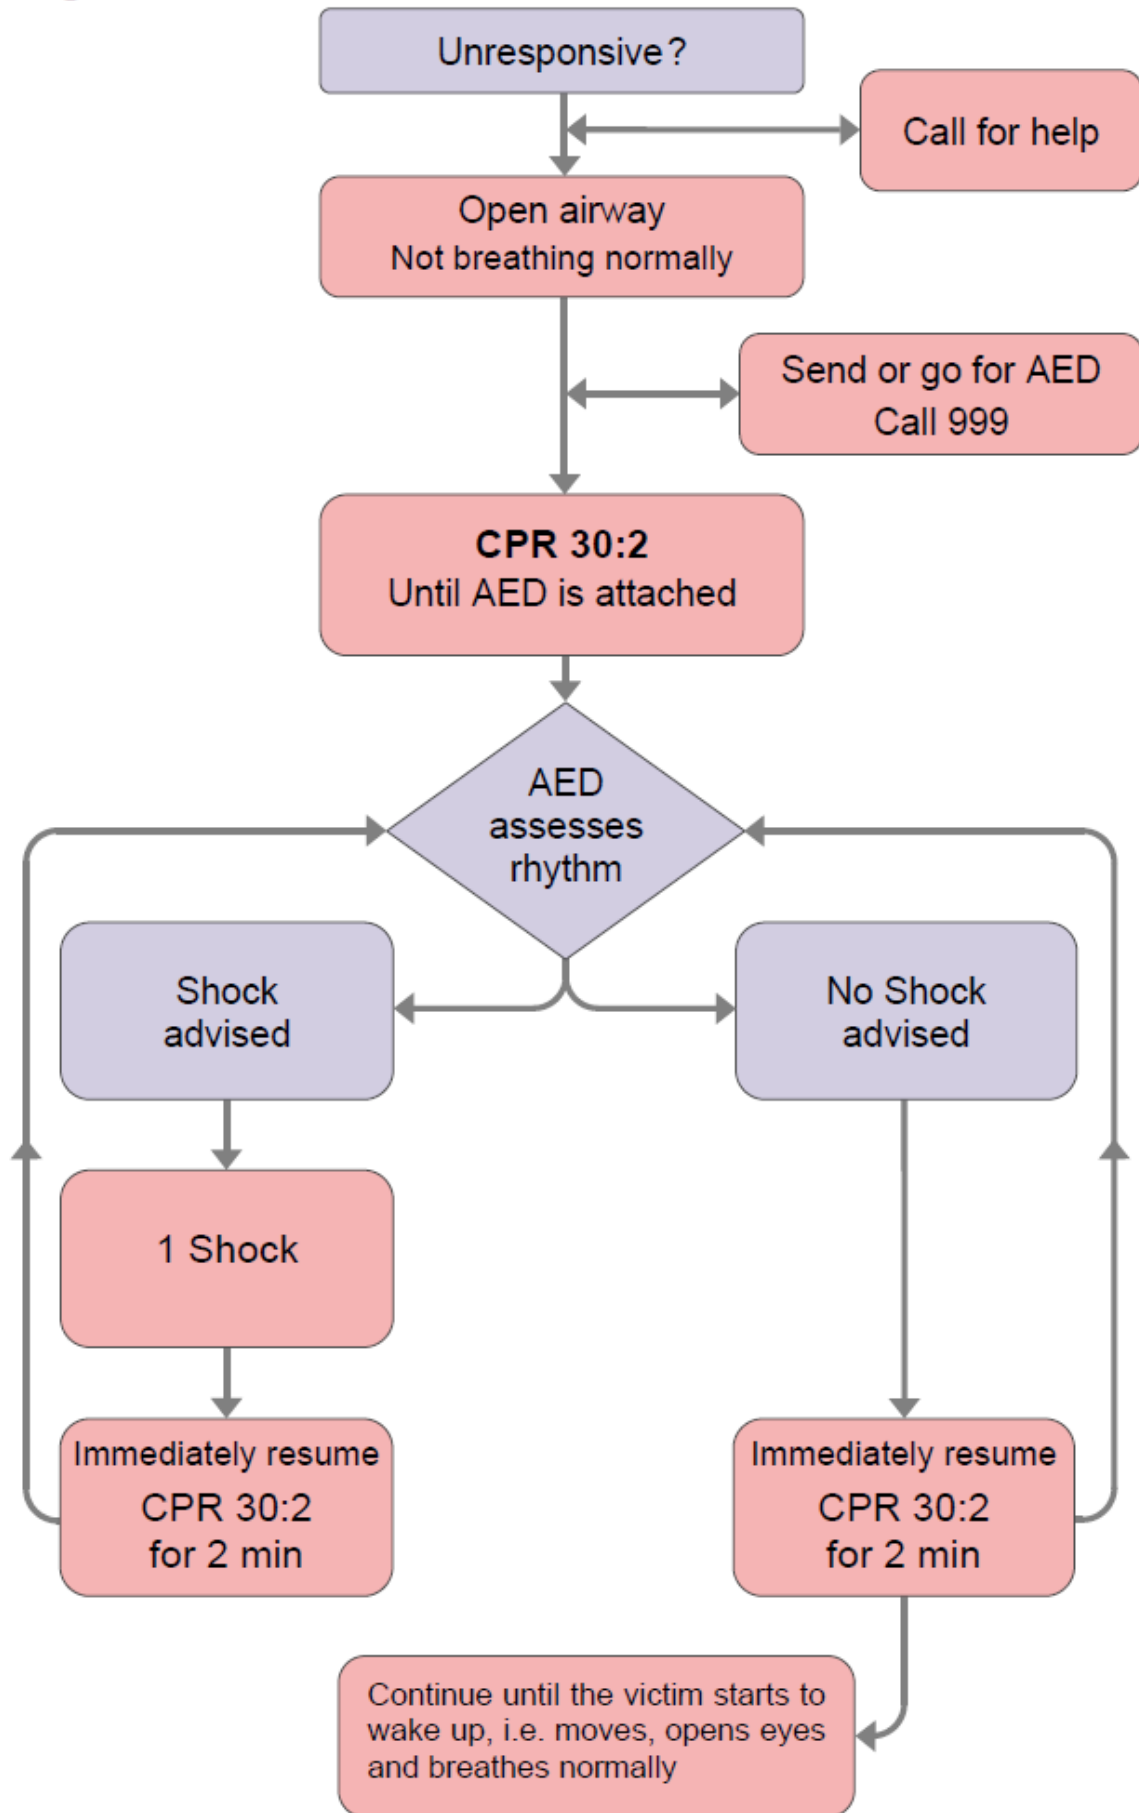 Unresponsive?
Call for help
Open airway
Not breathing normally
Send or go for AED
Call 999
CPR 30:2
Until AED is attached
AED
assesses
rhythm
Shock
advised
No Shock
advised
1 Shock
Immediately resume
CPR 30:2
for 2 min
Immediately resume
CPR 30:2
for 2 min
Continue until the victim starts to
wake up, i.e. moves, opens eyes
and breathes normally